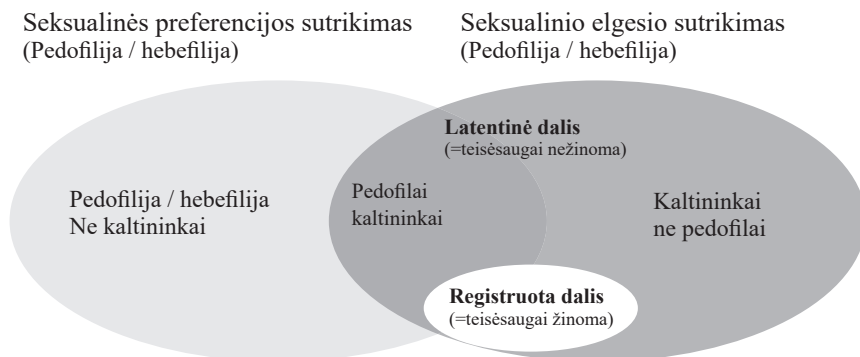 Seksualinės preferencijos sutrikimas
(Pedofilija / hebefilija)
Seksualinio elgesio sutrikimas
(Pedofilija / hebefilija)
Latentinė dalis
(=teisėsaugai nežinoma)
Pedofilija / hebefilija
Ne kaltininkai
Pedofilai
kaltininkai
Kaltininkai
ne pedofilai
Registruota dalis
(=teisėsaugai žinoma)